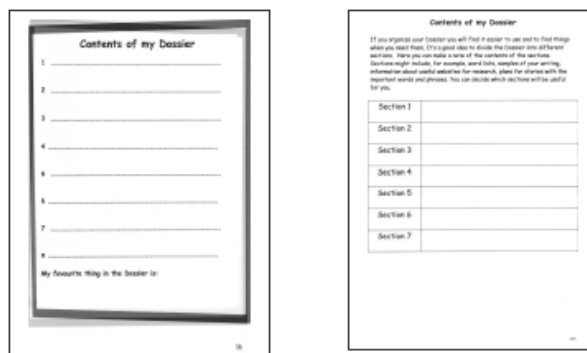 Contents of my Dossier
1
2
3
4
5
6
7
8
My favourite thing in the Dossier is:
Contents of my Dossier
If you organise your Dossier you will find it easier to use and to find things
when you need them. It's a good idea to divide the Dossier into different
sections. Here you can make a note of the contents of the sections.
Sections might include, for example, word lists, samples of your writing,
information about useful websites for research, plans for stories with the
important words and phrases. You can decide which sections will be useful
for you.
Section 1
Section 2
Section 3
Section 4
Section 5
Section 6
Section 7